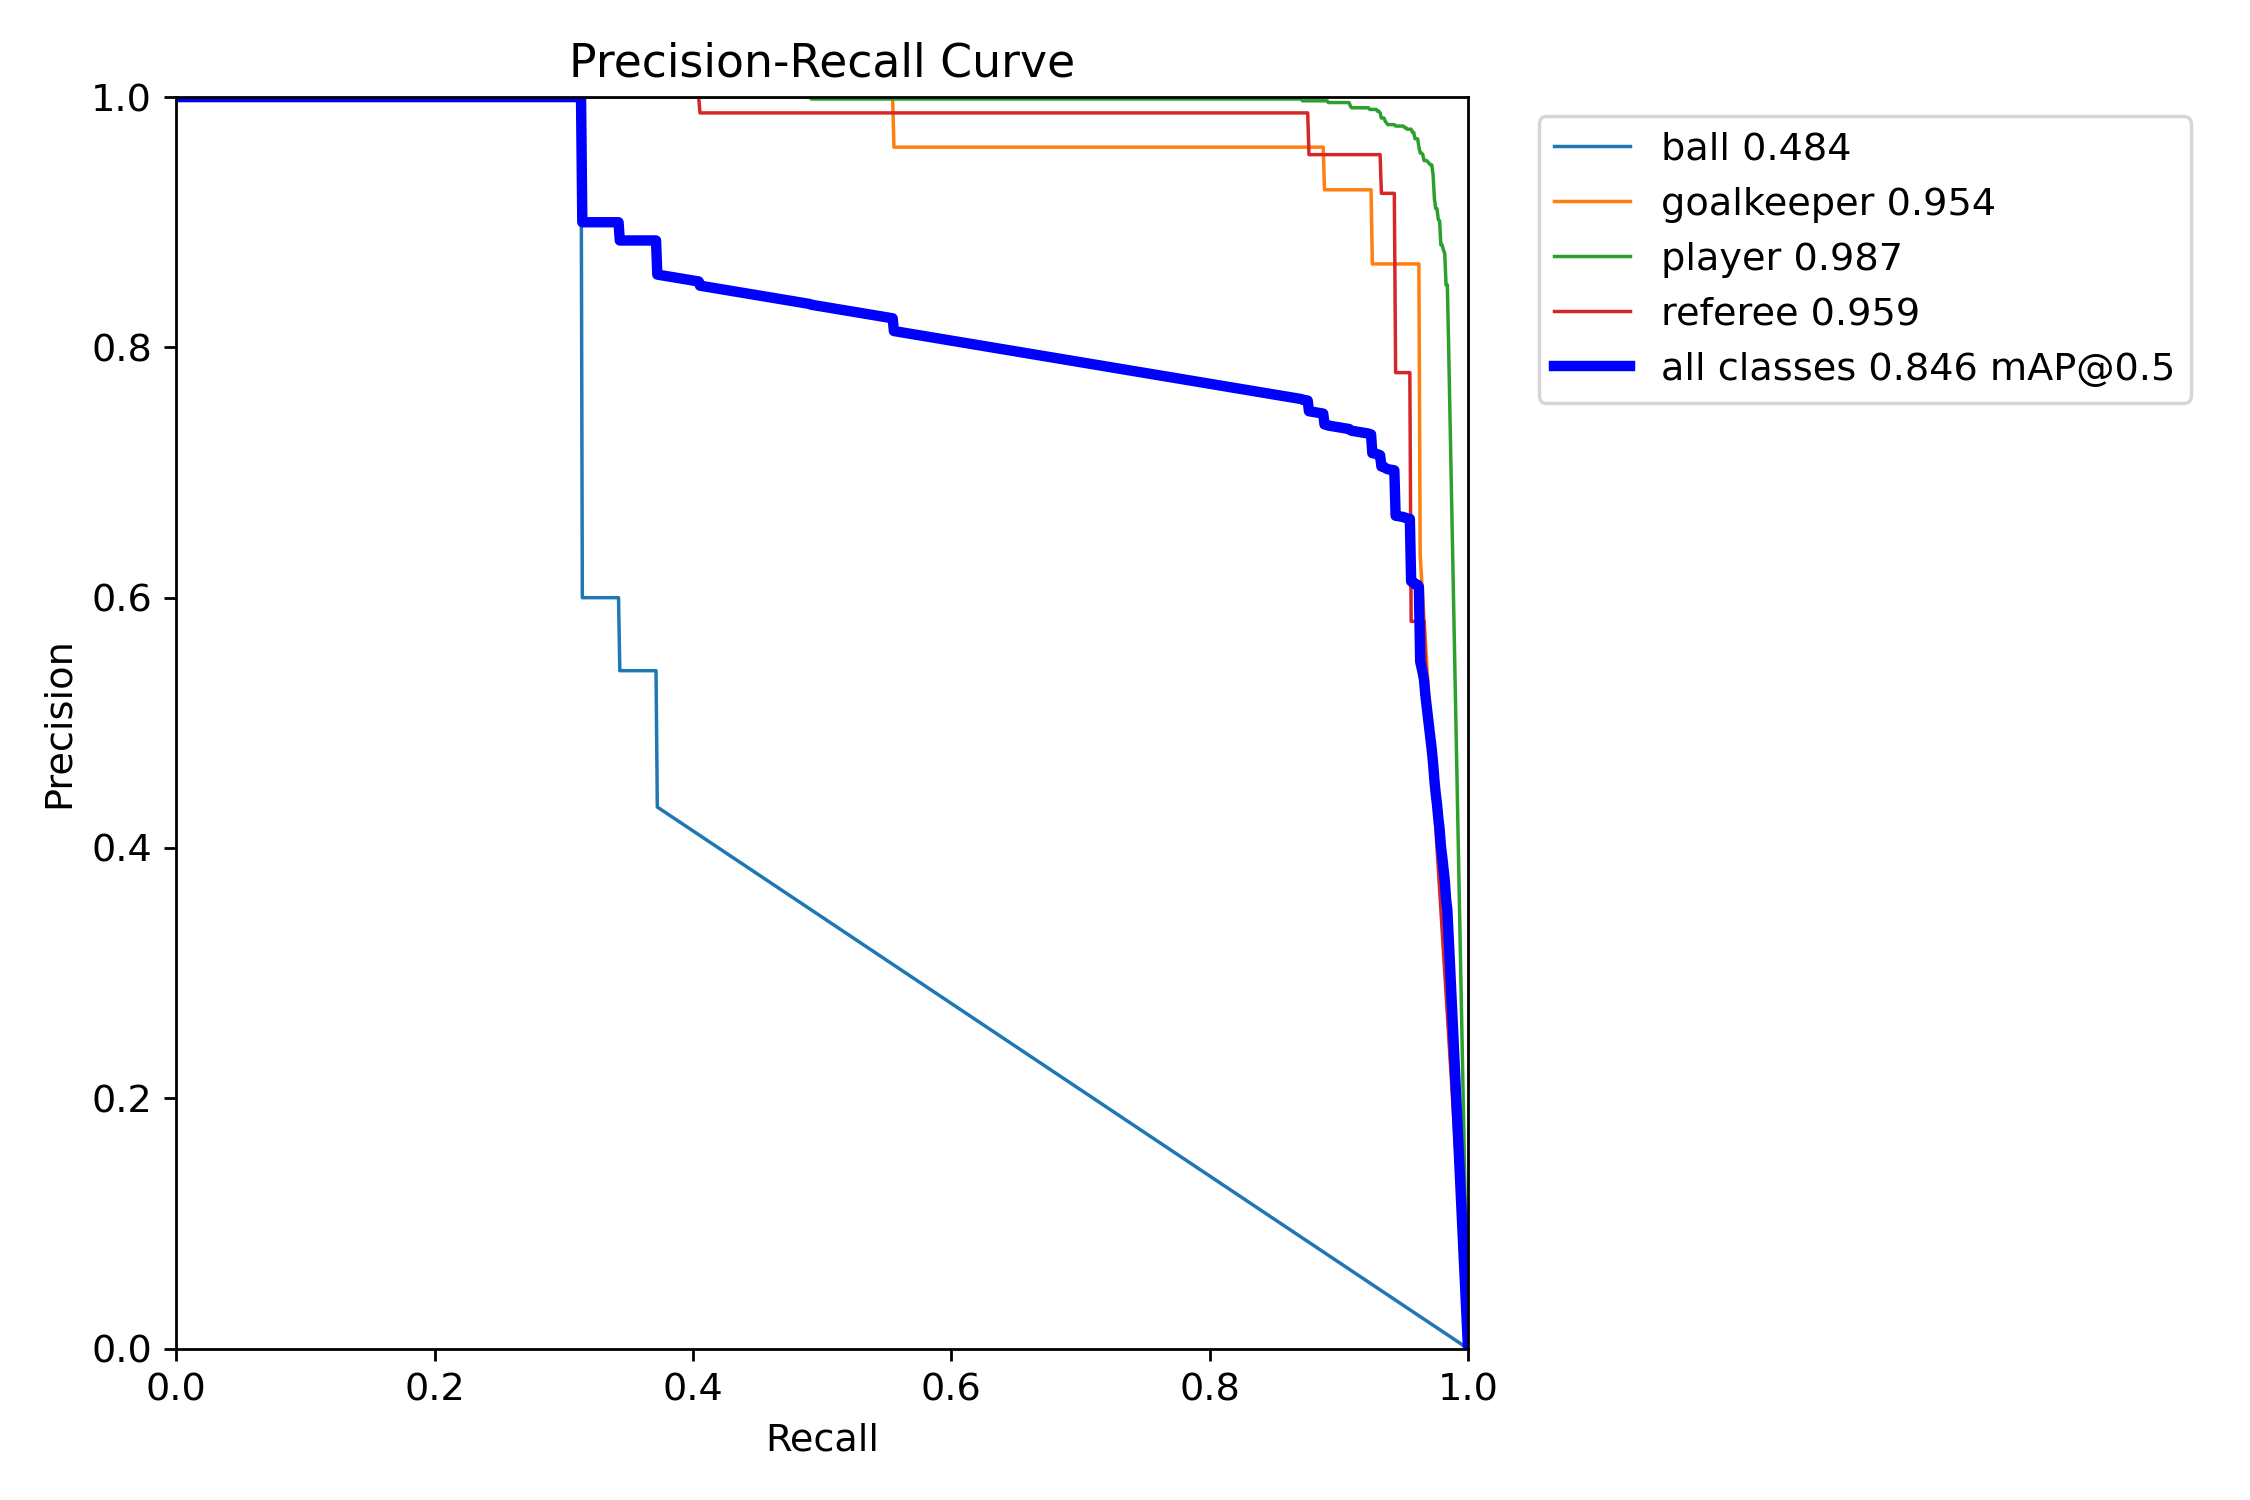 Precision-Recall Curve
1.0
0.8
0.6
0.4
0.2
0.0
Precision
0.0 0.2 0.4 0.6 0.8 1.0
Recall
ball 0.484
goalkeeper 0.954
player 0.987
referee 0.959
all classes 0.846 mAP@0.5